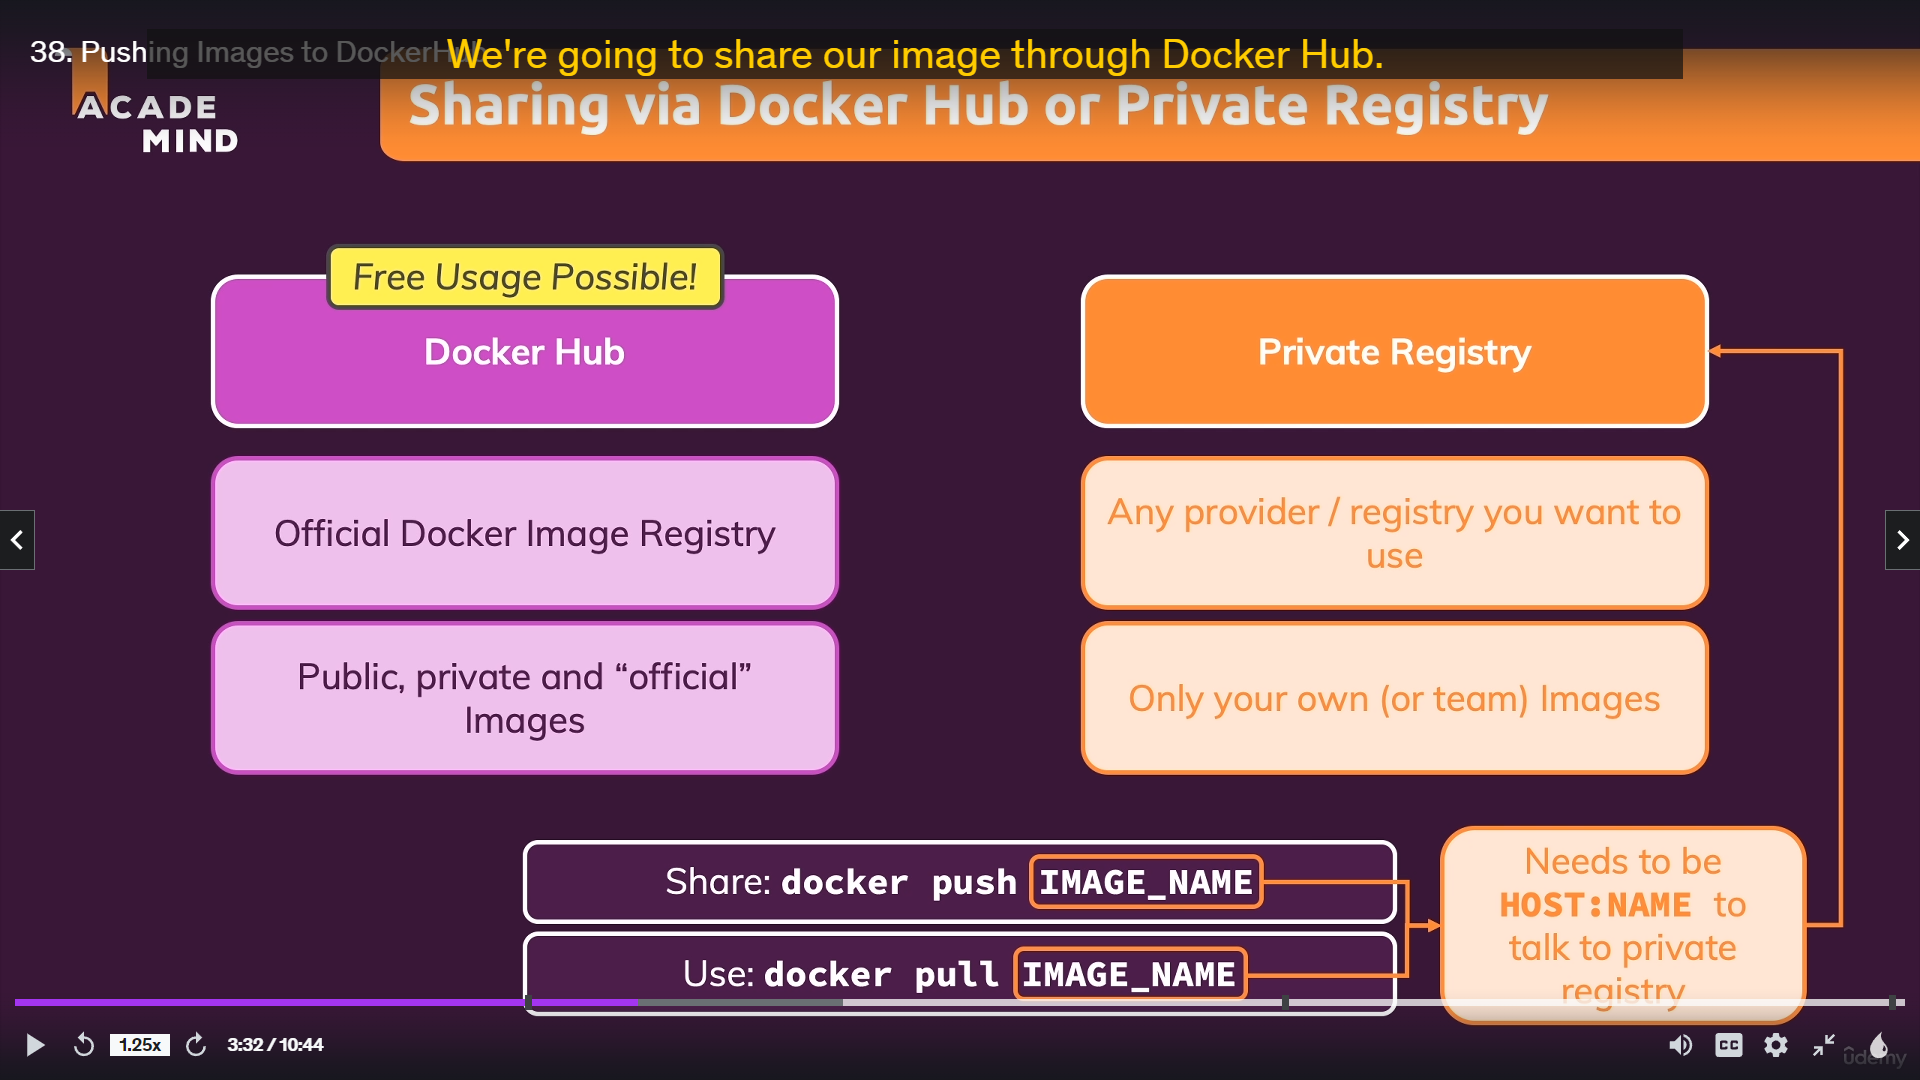 38. Pushing Images to DockerHub
We're going to share our image through Docker Hub.
ACADE
MIND
Sharing via Docker Hub or Private Registry
Free Usage Possible!
Docker Hub
Private Registry
Official Docker Image Registry
Any provider / registry you want to
use
Public, private and “official”
Images
Only your own (or team) Images
Share: docker push IMAGE_NAME
Use: docker pull IMAGE_NAME
Needs to be
HOST:NAME to
talk to private
registry
1.25x
3:32 / 10:44
CC
ûdemy